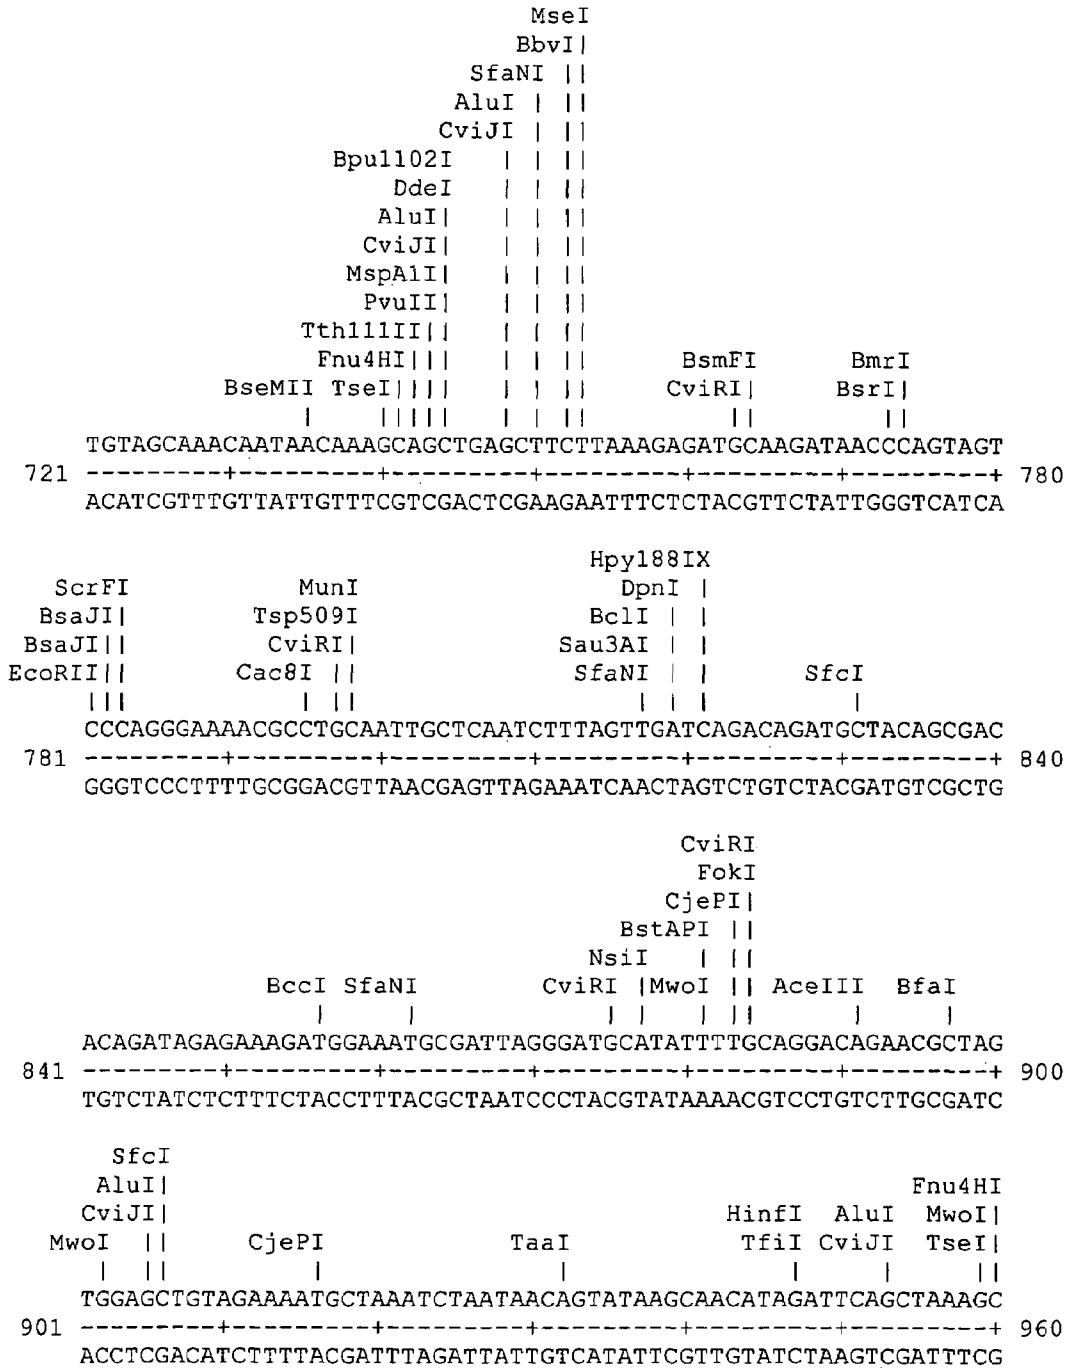 MseI
BbvI|
SfaNI ||
AluI | ||
CviJI | ||
Bpu1102I | | ||
DdeI | | ||
AluI| | | ||
CviJI| | | ||
MspA1I| | | ||
PvuII| | | ||
Tth111II|| | | ||
Fnu4HI||| | | || BsmFI BmrI
BseMII TseI|||| | | || CviRI| BsrI|
| ||||| | | || || ||
TGTAGCAAACAATAACAAAGCAGCTGAGCTTCTTAAAGAGATGCAAGATAACCCAGTAGT
721 ---------+---------+---------+---------+---------+---------+ 780
ACATCGTTTGTTATTGTTTCGTCGACTCGAAGAATTTCTCTACGTTCTATTGGGTCATCA
Hpy188IX
ScrFI MunI DpnI |
BsaJI| Tsp509I BclI | |
BsaJI|| CviRI| Sau3AI | |
EcoRII||| Cac8I || SfaNI | | SfcI
|||| | || | | | |
CCCAGGGAAAACGCCTGCAATTGCTCAATCTTTAGTTGATCAGACAGATGCTACAGCGAC
781 ---------+---------+---------+---------+---------+---------+ 840
GGGTCCCTTTTGCGGACGTTAACGAGTTAGAAATCAACTAGTCTGTCTACGATGTCGCTG
CviRI
FokI
CjePI|
BstAPI ||
NsiI | ||
BccI SfaNI CviRI |MwoI || AceIII BfaI
| | | | | || | |
ACAGATAGAGAAAGATGGAAATGCGATTAGGGATGCATATTTTGCAGGACAGAACGCTAG
841 ---------+---------+---------+---------+---------+---------+ 900
TGTCTATCTCTTTCTACCTTTACGCTAATCCCTACGTATAAAACGTCCTGTCTTGCGATC
SfcI
AluI| Fnu4HI
CviJI| HinfI AluI MwoI|
MwoI || CjePI TaaI TfiI CviJI TseI|
| || | | | | ||
TGGAGCTGTAGAAAATGCTAAATCTAATAACAGTATAAGCAACATAGATTCAGCTAAAGC
901 ---------+---------+---------+---------+---------+---------+ 960
ACCTCGACATCTTTTACGATTTAGATTATTGTCATATTCGTTGTATCTAAGTCGATTTCG